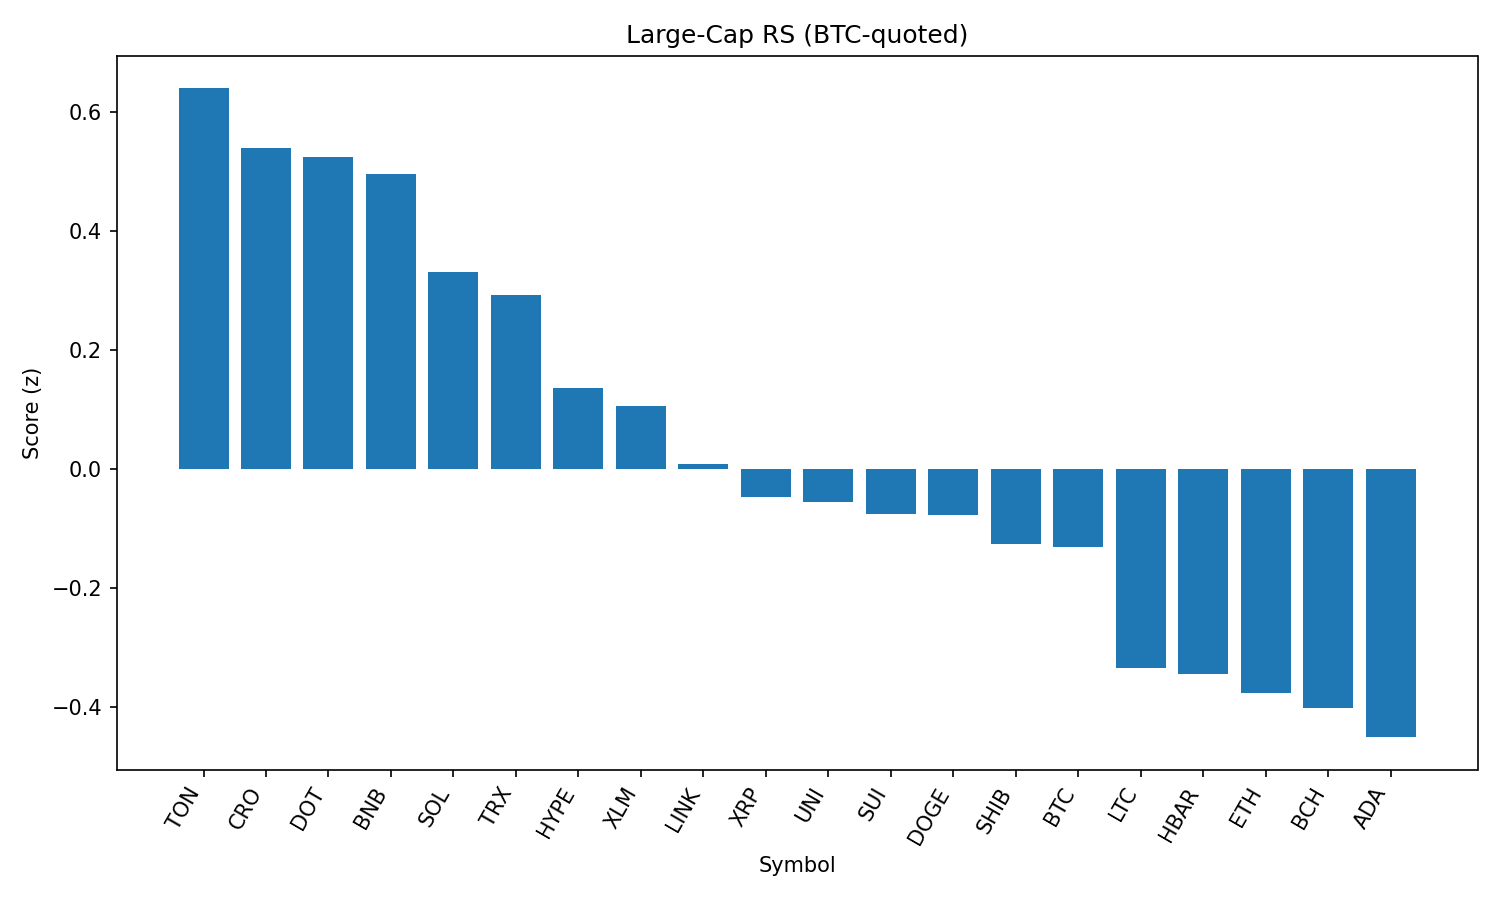 Large-Cap RS (BTC-quoted)
Score (z)
0.6
0.4
0.2
0.0
−0.2
−0.4
TON
CRO
DOT
BNB
SOL
TRX
HYPE
XLM
LINK
XRP
UNI
SUI
DOGE
SHIB
BTC
LTC
HBAR
ETH
BCH
ADA
Symbol